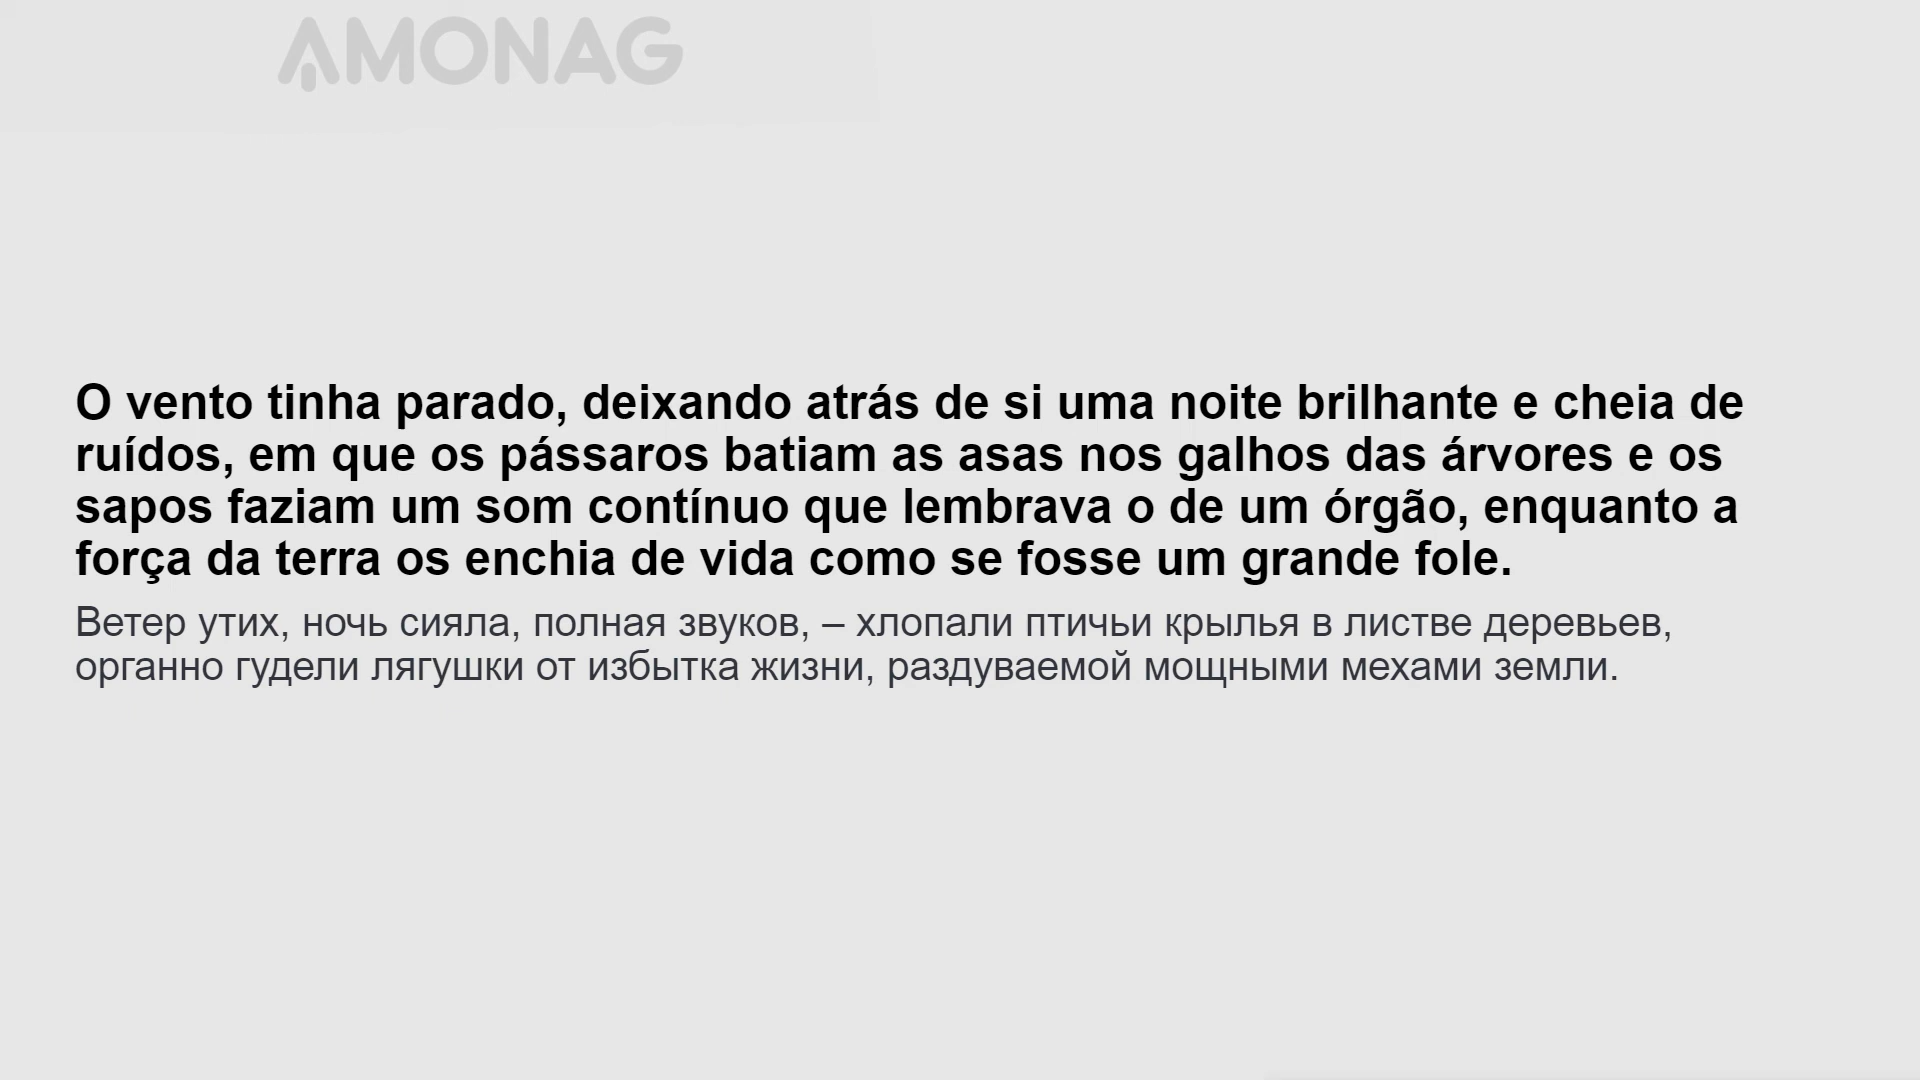 AMONAG
O vento tinha parado, deixando atrás de si uma noite brilhante e cheia de
ruídos, em que os pássaros batiam as asas nos galhos das árvores e os
sapos faziam um som contínuo que lembrava o de um órgão, enquanto a
força da terra os enchia de vida como se fosse um grande fole.
Ветер утих, ночь сияла, полная звуков, – хлопали птичьи крылья в листве деревьев,
органно гудели лягушки от избытка жизни, раздуваемой мощными мехами земли.